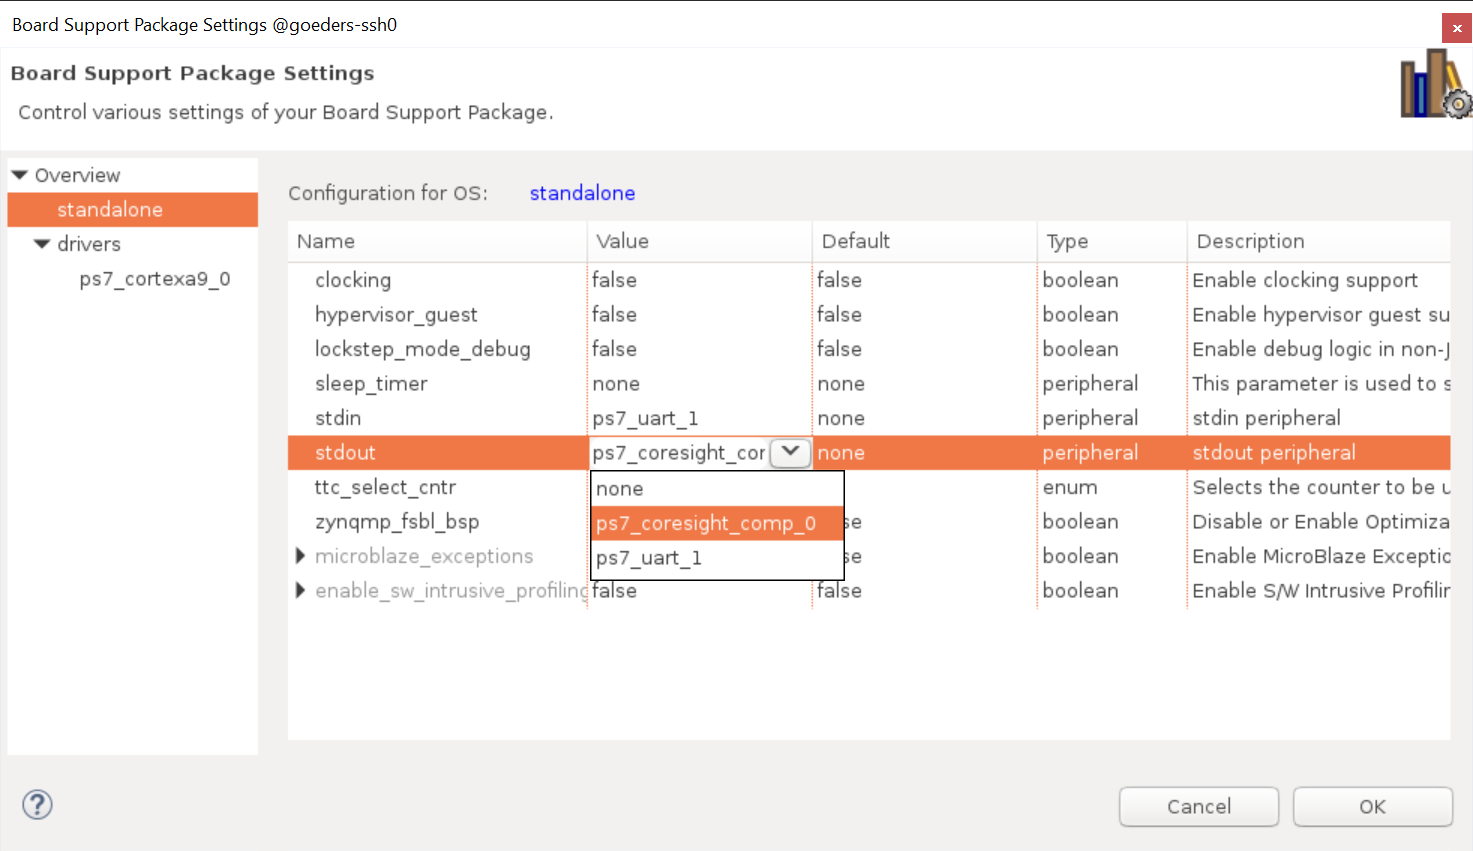 Board Support Package Settings @goeders-ssh0
Board Support Package Settings
Control various settings of your Board Support Package.
Overview
standalone
drivers
ps7_cortexa9_0
Configuration for OS: standalone
Name Value Default Type Description
clocking false false boolean Enable clocking support
hypervisor_guest false false boolean Enable hypervisor guest su
lockstep_mode_debug false false boolean Enable debug logic in non-J
sleep_timer none none peripheral This parameter is used to s
stdin ps7_uart_1 none peripheral stdin peripheral
stdout ps7_coresight_cor none peripheral stdout peripheral
none
ps7_coresight_comp_0
ps7_uart_1
ttc_select_cntr enum Selects the counter to be u
zynqmp_fsbl_bsp se boolean Disable or Enable Optimiza
microblaze_exceptions se boolean Enable MicroBlaze Exceptio
enable_sw_intrusive_profiling false false boolean Enable S/W Intrusive Profilin
?
Cancel OK